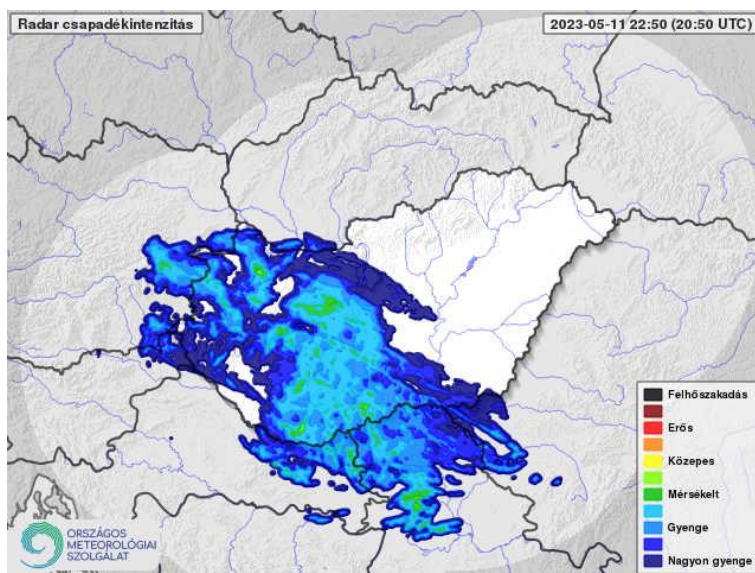 Radar csapadékintenzitás
2023-05-11 22:50 (20:50 UTC)
Felhőszakadás
Erős
Közepes
Mérsékelt
Gyenge
Nagyon gyenge
ORSZÁGOS
METEOROLÓGIAI
SZOLGÁLAT